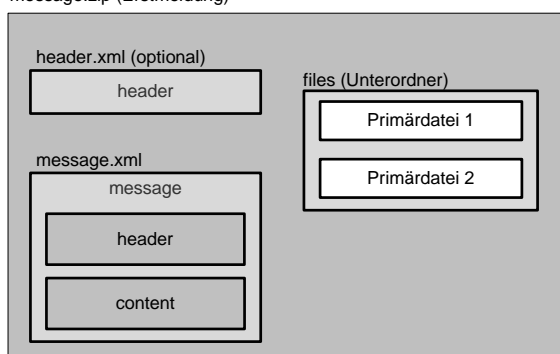 header.xml (optional)
header
message.xml
message
header
content
files (Unterordner)
Primärdatei 1
Primärdatei 2